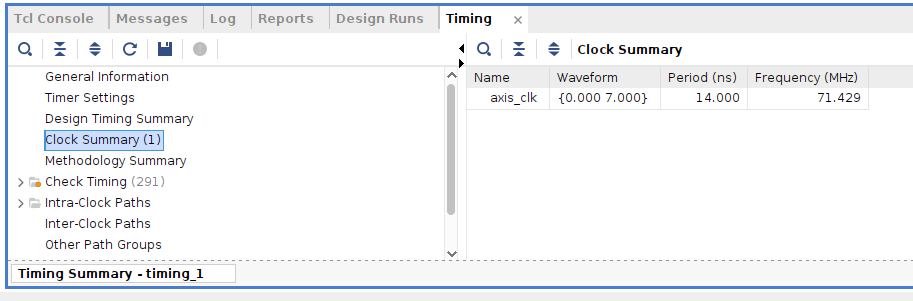 Tcl Console Messages Log Reports Design Runs Timing
Clock Summary
General Information
Timer Settings
Design Timing Summary
Clock Summary (1)
Methodology Summary
Check Timing (291)
Intra-Clock Paths
Inter-Clock Paths
Other Path Groups
Name Waveform Period (ns) Frequency (MHz)
axis_clk {0.000 7.000} 14.000 71.429
Timing Summary - timing_1